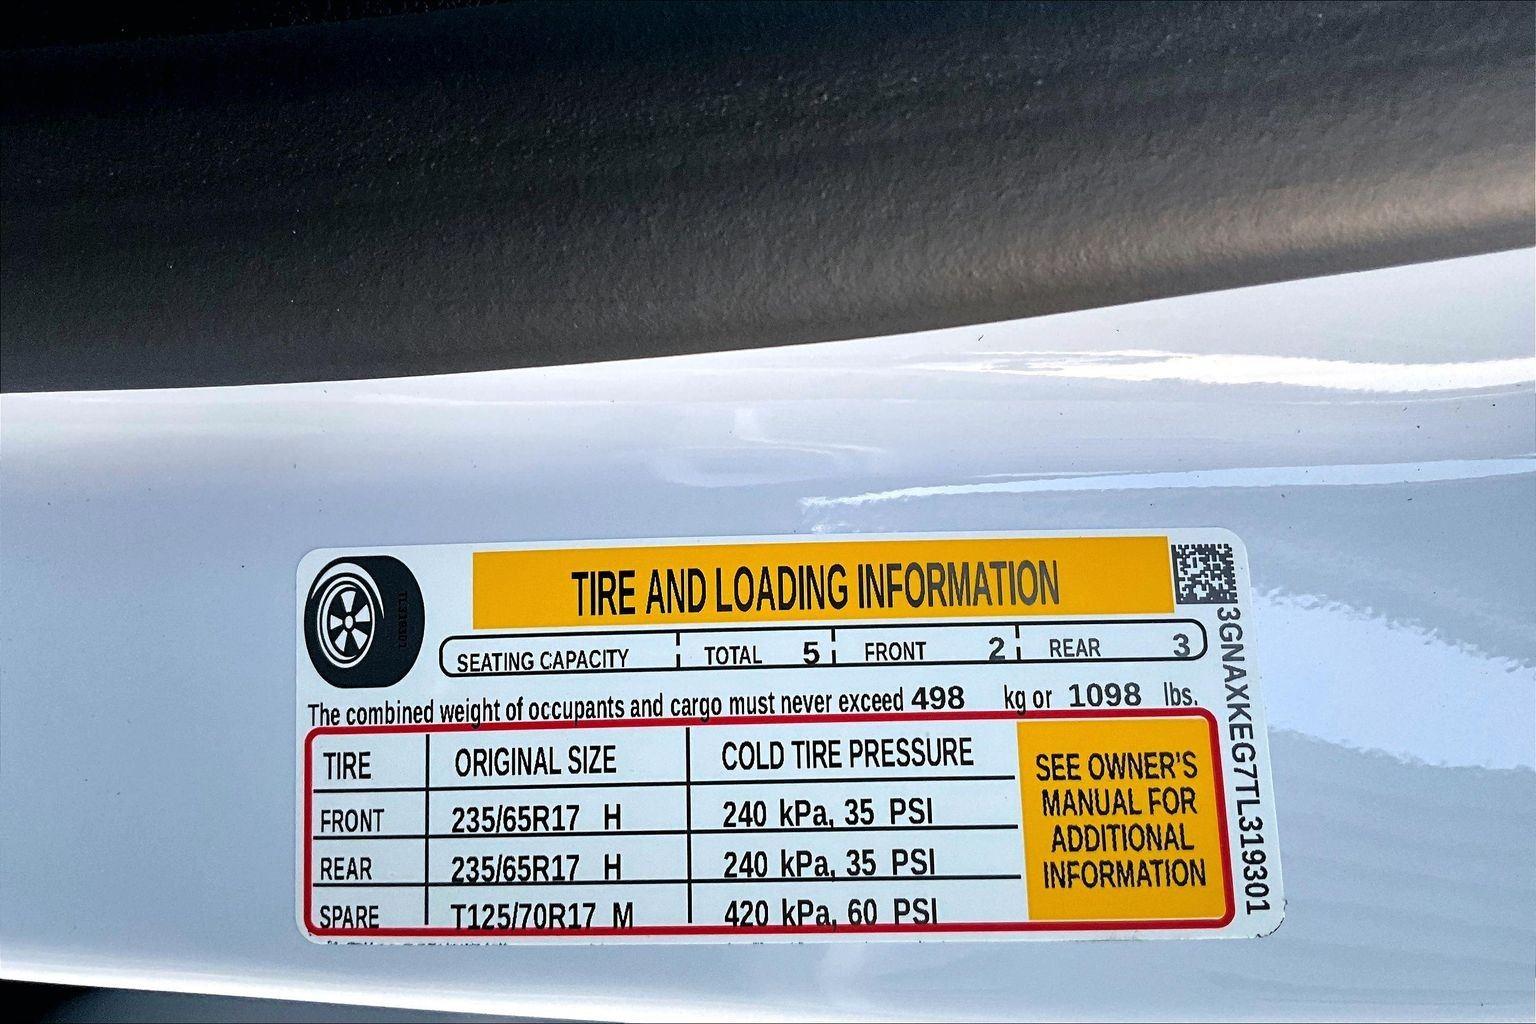 TIRE AND LOADING INFORMATION
SEATING CAPACITY TOTAL 5 FRONT 2 REAR 3
The combined weight of occupants and cargo must never exceed 498 kg or 1098 lbs.
TIRE ORIGINAL SIZE COLD TIRE PRESSURE
FRONT 235/65R17 H 240 kPa, 35 PSI
REAR 235/65R17 H 240 kPa, 35 PSI
SPARE T125/70R17 M 420 kPa, 60 PSI
SEE OWNER'S
MANUAL FOR
ADDITIONAL
INFORMATION
3GNAXKEG7TL319301